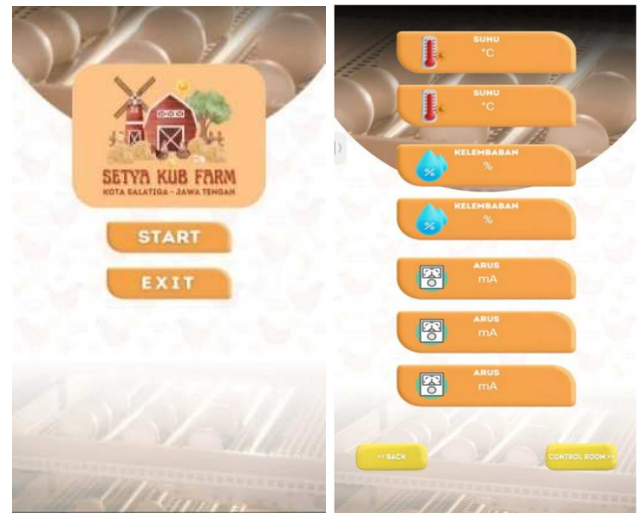 SETYA KUB FARM
KOTA SALATIGA - JAWA TENGAH
START
EXIT
SUHU
°C
SUHU
°C
KELEMBABAN
%
KELEMBABAN
%
ARUS
mA
ARUS
mA
ARUS
mA
<< BACK
CONTROL ROOM >>